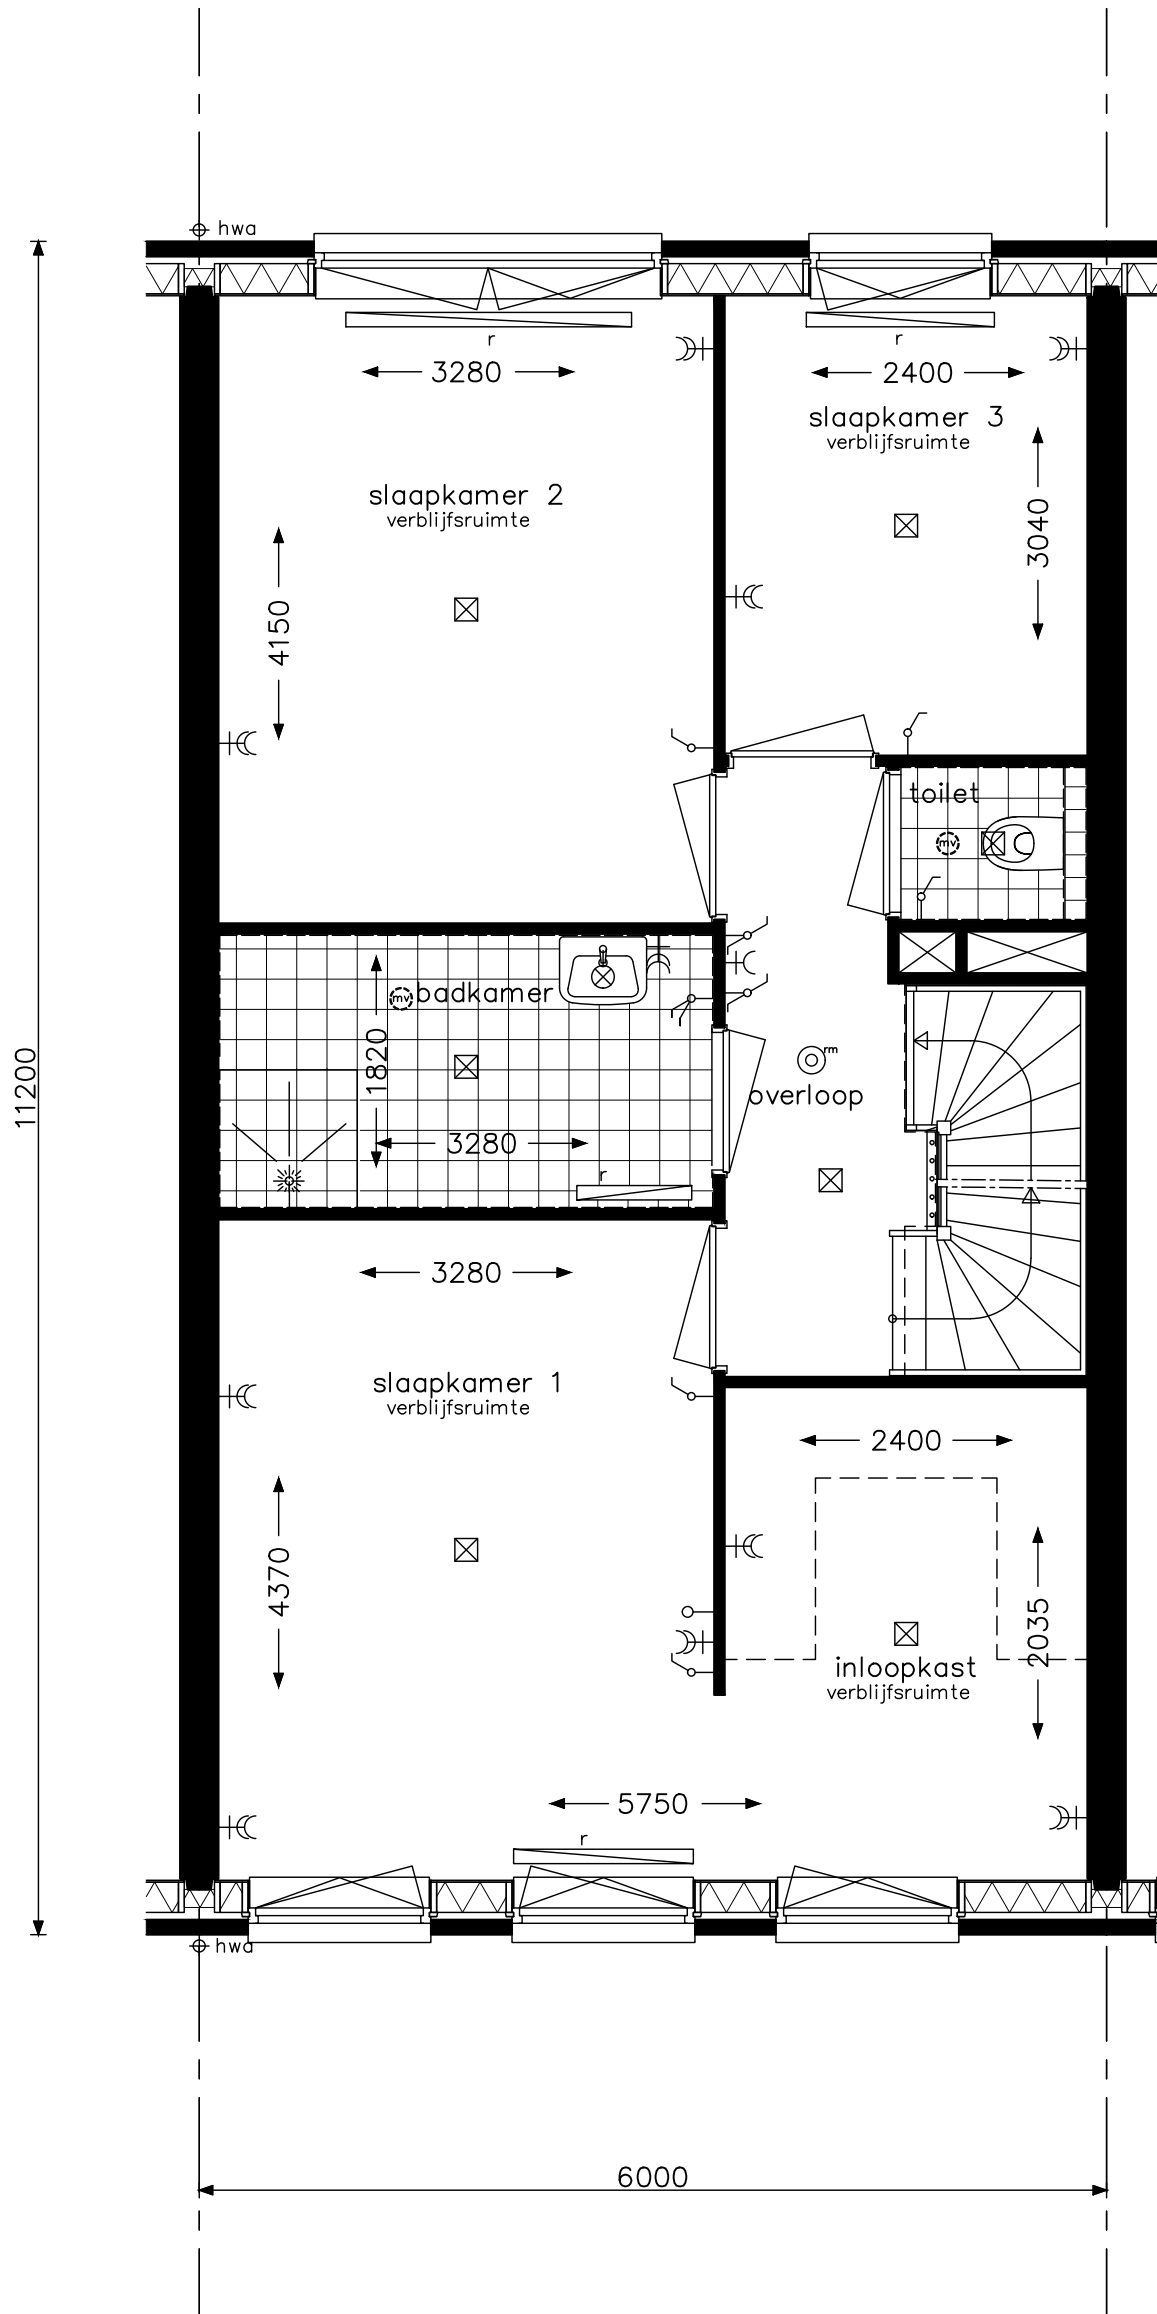 hwa
r
r
3280
2400
slaapkamer 3
verblijfsruimte
slaapkamer 2
verblijfsruimte
3040
4150
toilet
mv
mv
badkamer
1820
11200
rm
overloop
3280
r
3280
slaapkamer 1
verblijfsruimte
2400
4370
2035
inloopkast
verblijfsruimte
5750
r
hwa
6000